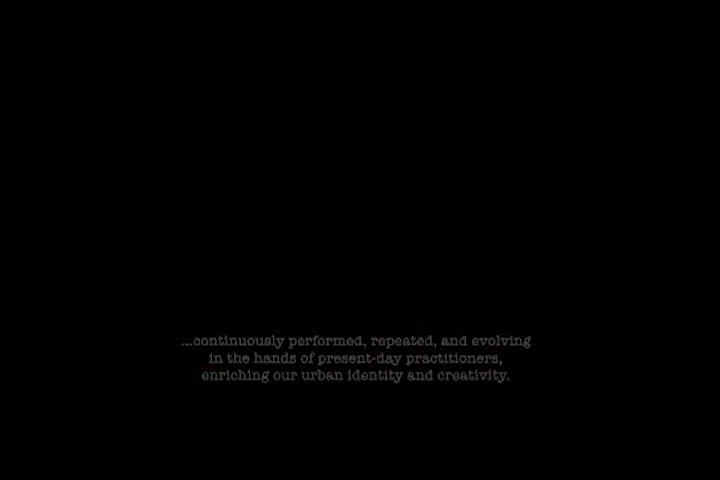 ...continuously performed, repeated, and evolving
in the hands of present-day practitioners,
enriching our urban identity and creativity.